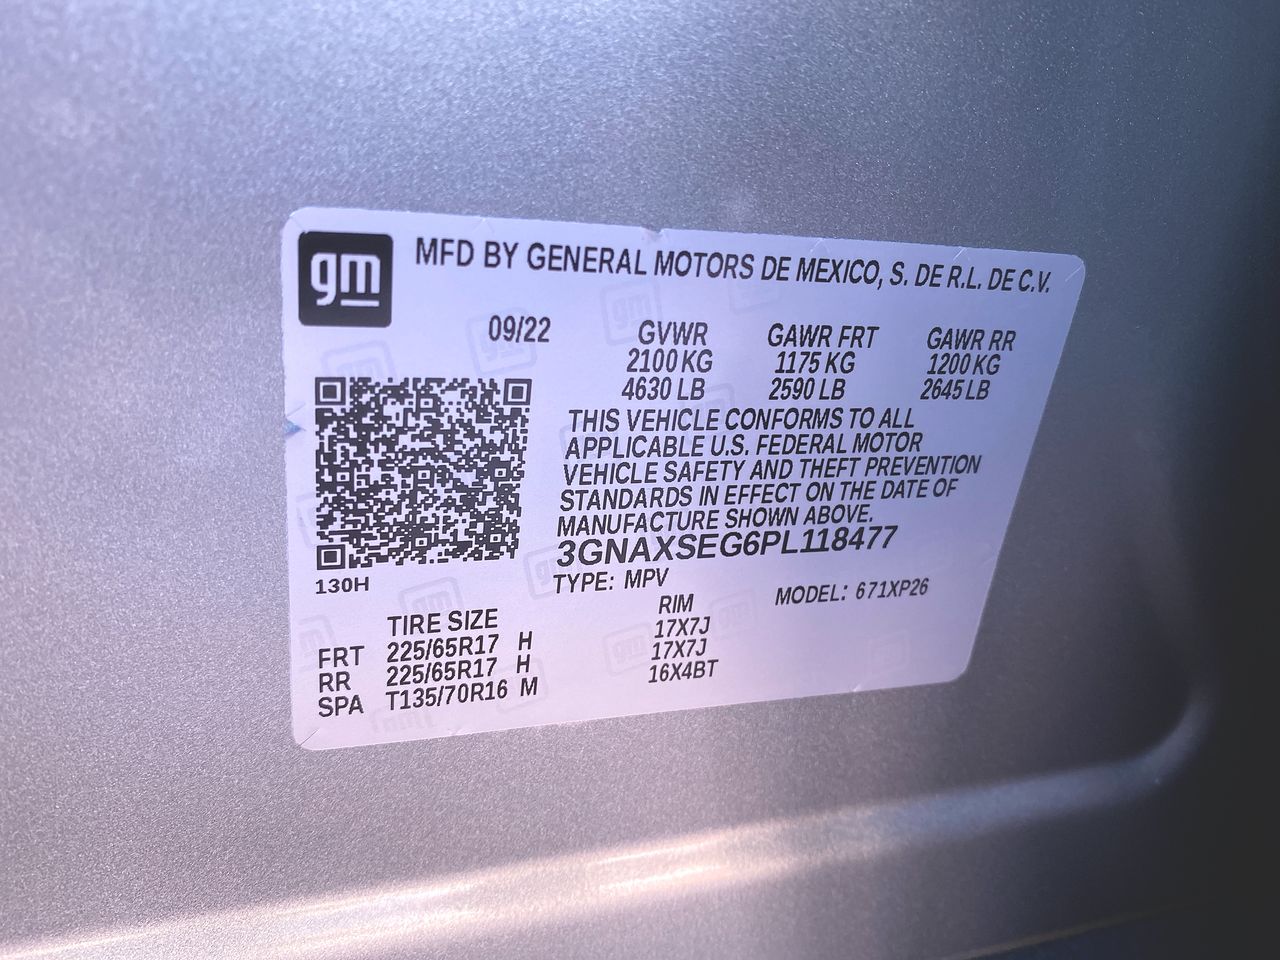 gm
MFD BY GENERAL MOTORS DE MEXICO, S. DE R.L. DE C.V.
09/22 GVWR GAWR FRT GAWR RR
2100 KG 1175 KG 1200 KG
4630 LB 2590 LB 2645 LB
THIS VEHICLE CONFORMS TO ALL
APPLICABLE U.S. FEDERAL MOTOR
VEHICLE SAFETY AND THEFT PREVENTION
STANDARDS IN EFFECT ON THE DATE OF
MANUFACTURE SHOWN ABOVE.
3GNAXSEG6PL118477
130H
TYPE: MPV MODEL: 671XP26
TIRE SIZE RIM
FRT 225/65R17 H 17X7J
RR 225/65R17 H 17X7J
SPA T135/70R16 M 16X4BT